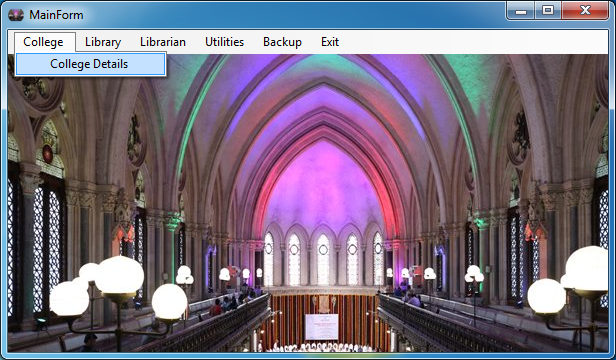 MainForm
College Library Librarian Utilities Backup Exit
College Details